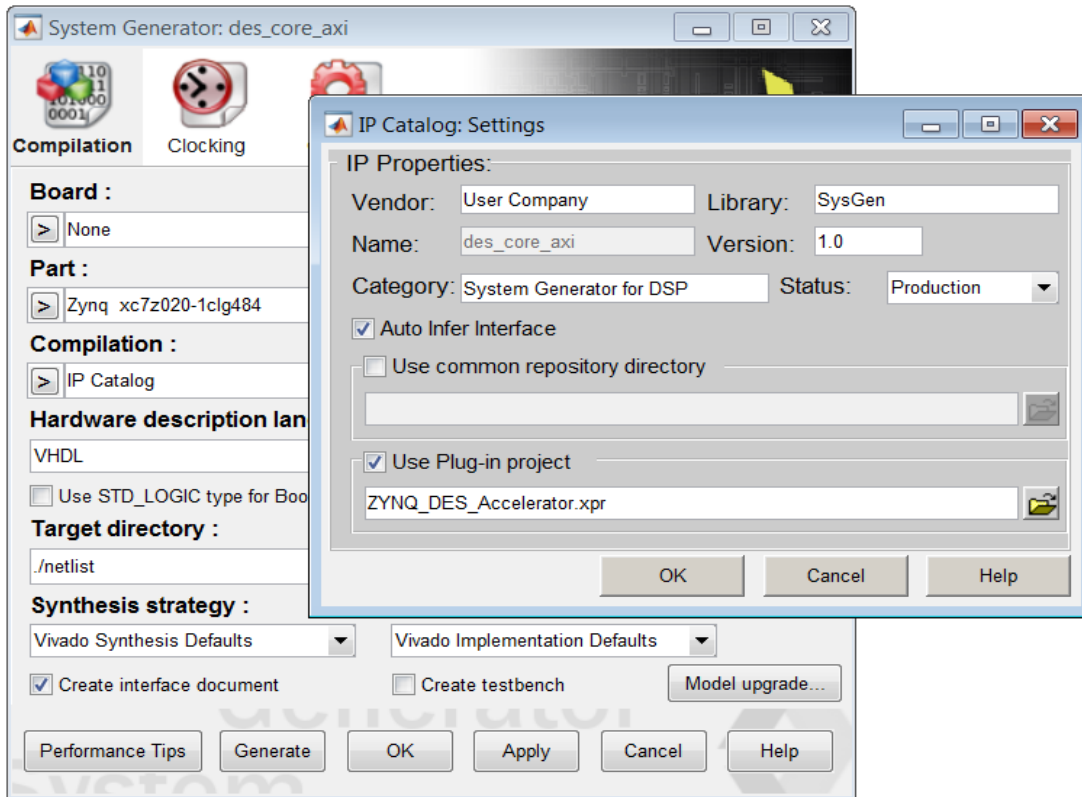 System Generator: des_core_axi
Compilation
Clocking
Board :
> None
Part :
> Zynq xc7z020-1clg484
Compilation :
> IP Catalog
Hardware description lan
VHDL
Use STD_LOGIC type for Boo
Target directory :
./netlist
Synthesis strategy :
Vivado Synthesis Defaults
Vivado Implementation Defaults
Create interface document
Create testbench
Model upgrade...
Performance Tips
Generate
OK
Apply
Cancel
Help
IP Catalog: Settings
IP Properties:
Vendor: User Company
Library: SysGen
Name: des_core_axi
Version: 1.0
Category: System Generator for DSP
Status: Production
Auto Infer Interface
Use common repository directory
Use Plug-in project
ZYNQ_DES_Accelerator.xpr
OK
Cancel
Help